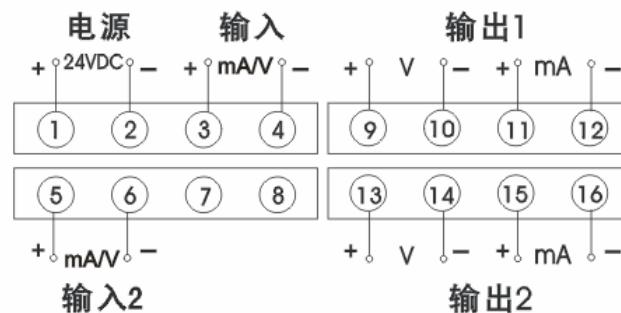 电源 输入 输出1
+ 24VDC − + mA/V − + V − + mA −
1 2 3 4 9 10 11 12
5 6 7 8 13 14 15 16
+ mA/V − + V − + mA −
输入2 输出2